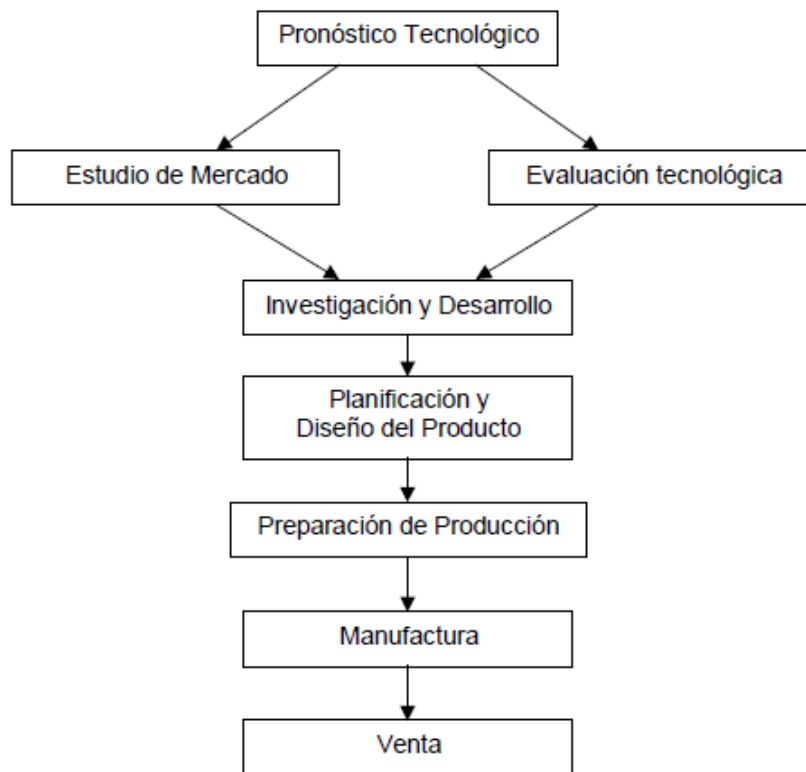 Pronóstico Tecnológico
Estudio de Mercado
Evaluación tecnológica
Investigación y Desarrollo
Planificación y
Diseño del Producto
Preparación de Producción
Manufactura
Venta